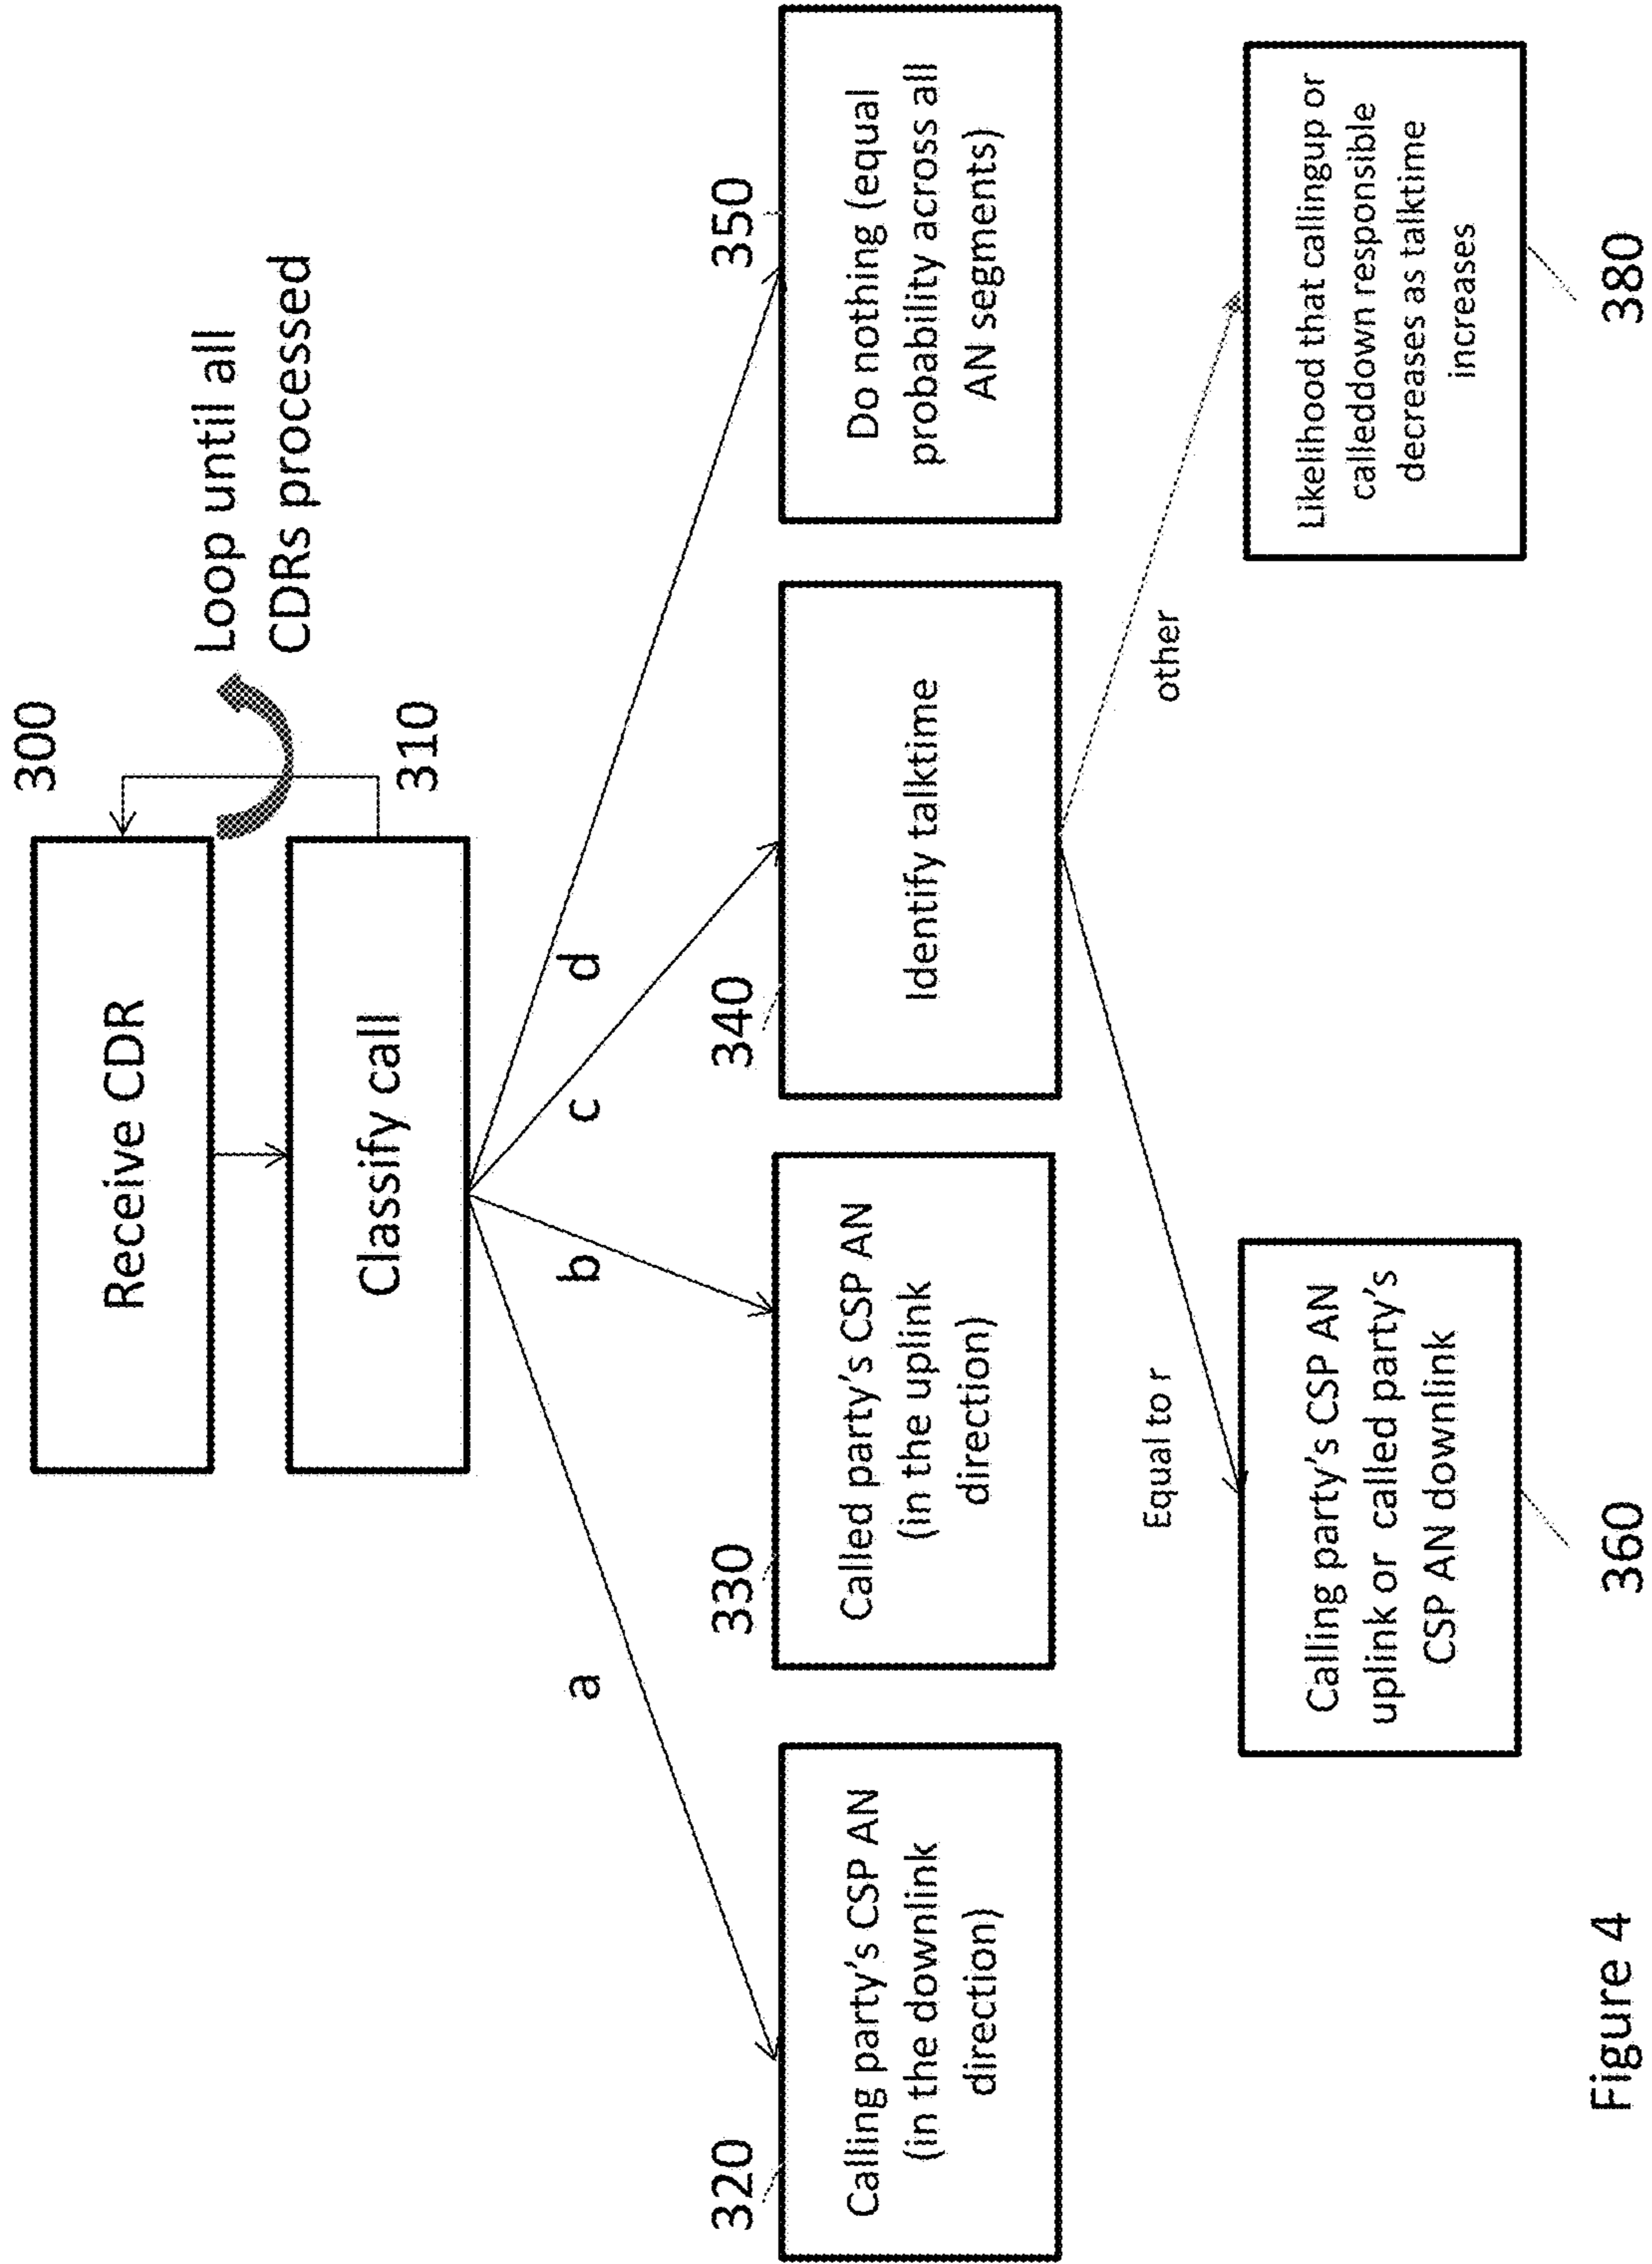 300
Receive CDR
Loop until all
CDRs processed
310
Classify call
a
b
c
d
320
Calling party's CSP AN
(in the downlink
direction)
330
Called party's CSP AN
(in the uplink
direction)
340
Identify talktime
350
Do nothing (equal
probability across all
AN segments)
Equal to r
other
Calling party's CSP AN
uplink or called party's
CSP AN downlink
360
Likelihood that callingup or
calleddown responsible
decreases as talktime
increases
380
Figure 4